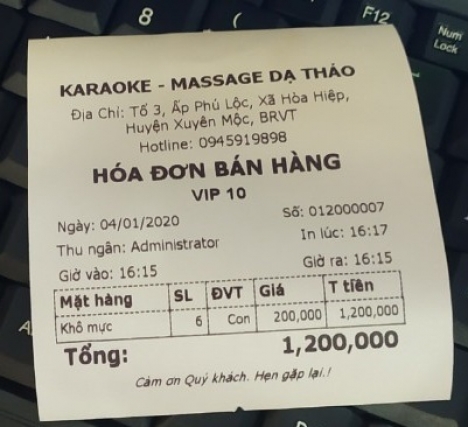 8
(
F12
Num
Lock
KARAOKE - MASSAGE DẠ THẢO
Địa Chỉ: Tổ 3, Ấp Phú Lộc, Xã Hòa Hiệp,
Huyện Xuyên Mộc, BRVT
Hotline: 0945919898
HÓA ĐƠN BÁN HÀNG
VIP 10
Ngày: 04/01/2020 Số: 012000007
Thu ngân: Administrator In lúc: 16:17
Giờ vào: 16:15 Giờ ra: 16:15
Mặt hàng SL ĐVT Giá T tiền
Khô mực 6 Con 200,000 1,200,000
Tổng: 1,200,000
Cảm ơn Quý khách. Hẹn gặp lại.!
A